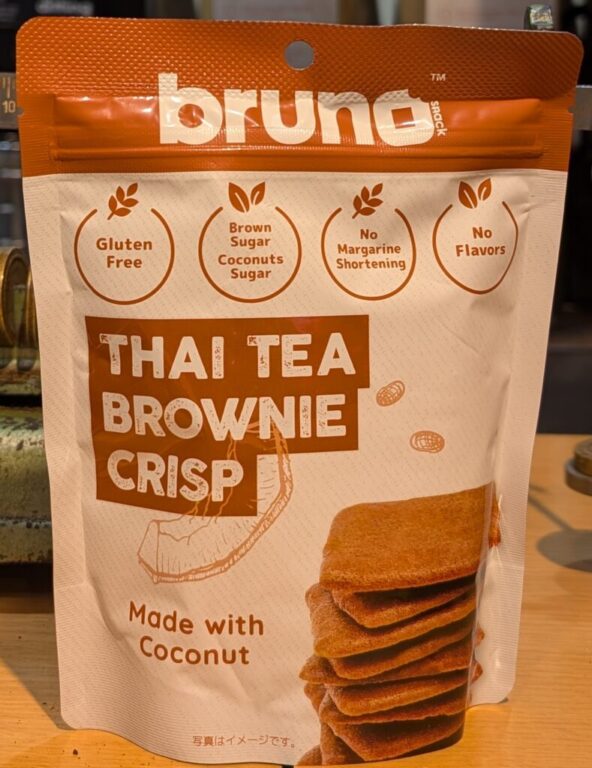 bruno
TM
snack
Gluten
Free
Brown
Sugar
Coconuts
Sugar
No
Margarine
Shortening
No
Flavors
THAI TEA
BROWNIE
CRISP
Made with
Coconut
写真はイメージです。
10